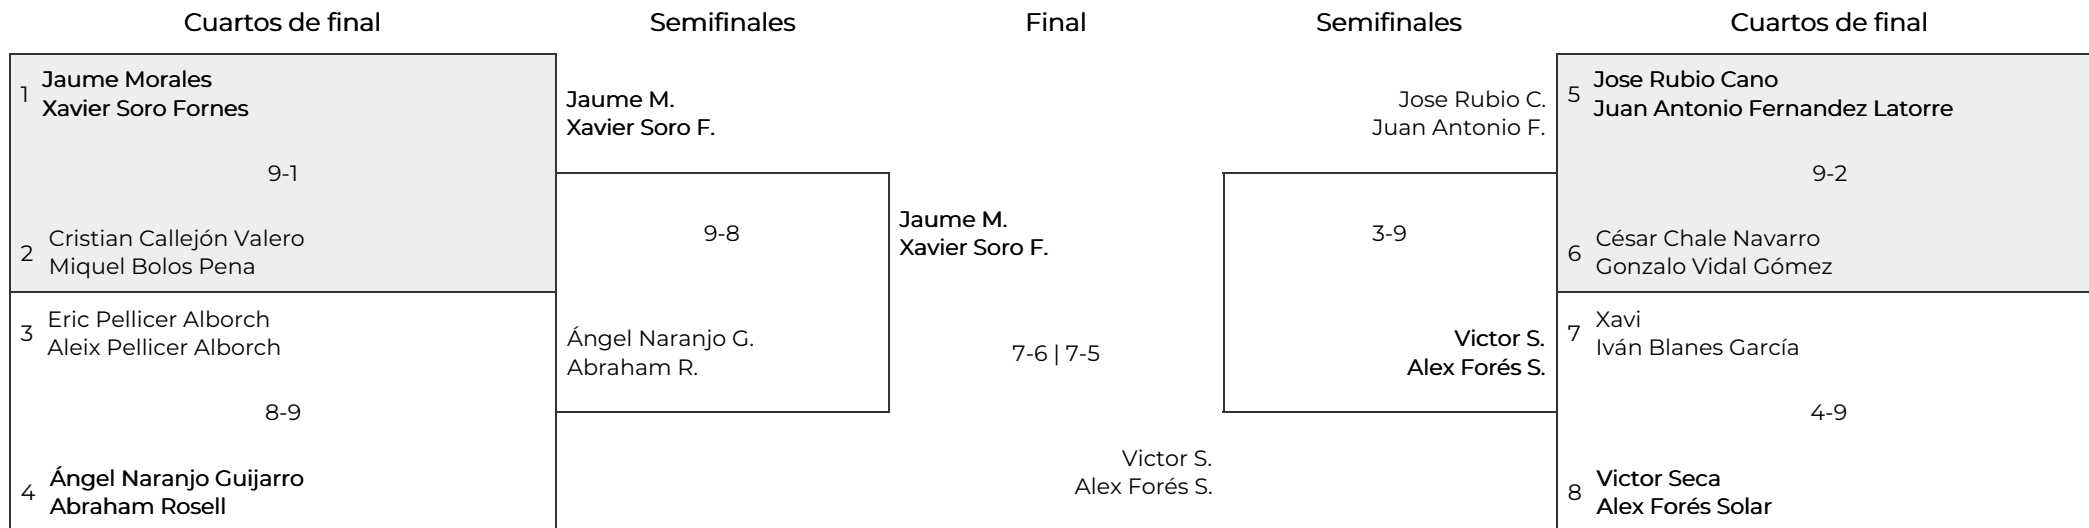 Cuartos de final
Semifinales
Final
Semifinales
Cuartos de final
1
Jaume Morales
Xavier Soro Fornes
9-1
2
Cristian Callejón Valero
Miquel Bolos Pena
3
Eric Pellicer Alborch
Aleix Pellicer Alborch
8-9
4
Ángel Naranjo Guijarro
Abraham Rosell
Jaume M.
Xavier Soro F.
9-8
Ángel Naranjo G.
Abraham R.
Jaume M.
Xavier Soro F.
7-6 | 7-5
Victor S.
Alex Forés S.
Jose Rubio C.
Juan Antonio F.
3-9
Victor S.
Alex Forés S.
5
Jose Rubio Cano
Juan Antonio Fernandez Latorre
9-2
6
César Chale Navarro
Gonzalo Vidal Gómez
7
Xavi
Iván Blanes García
4-9
8
Victor Seca
Alex Forés Solar